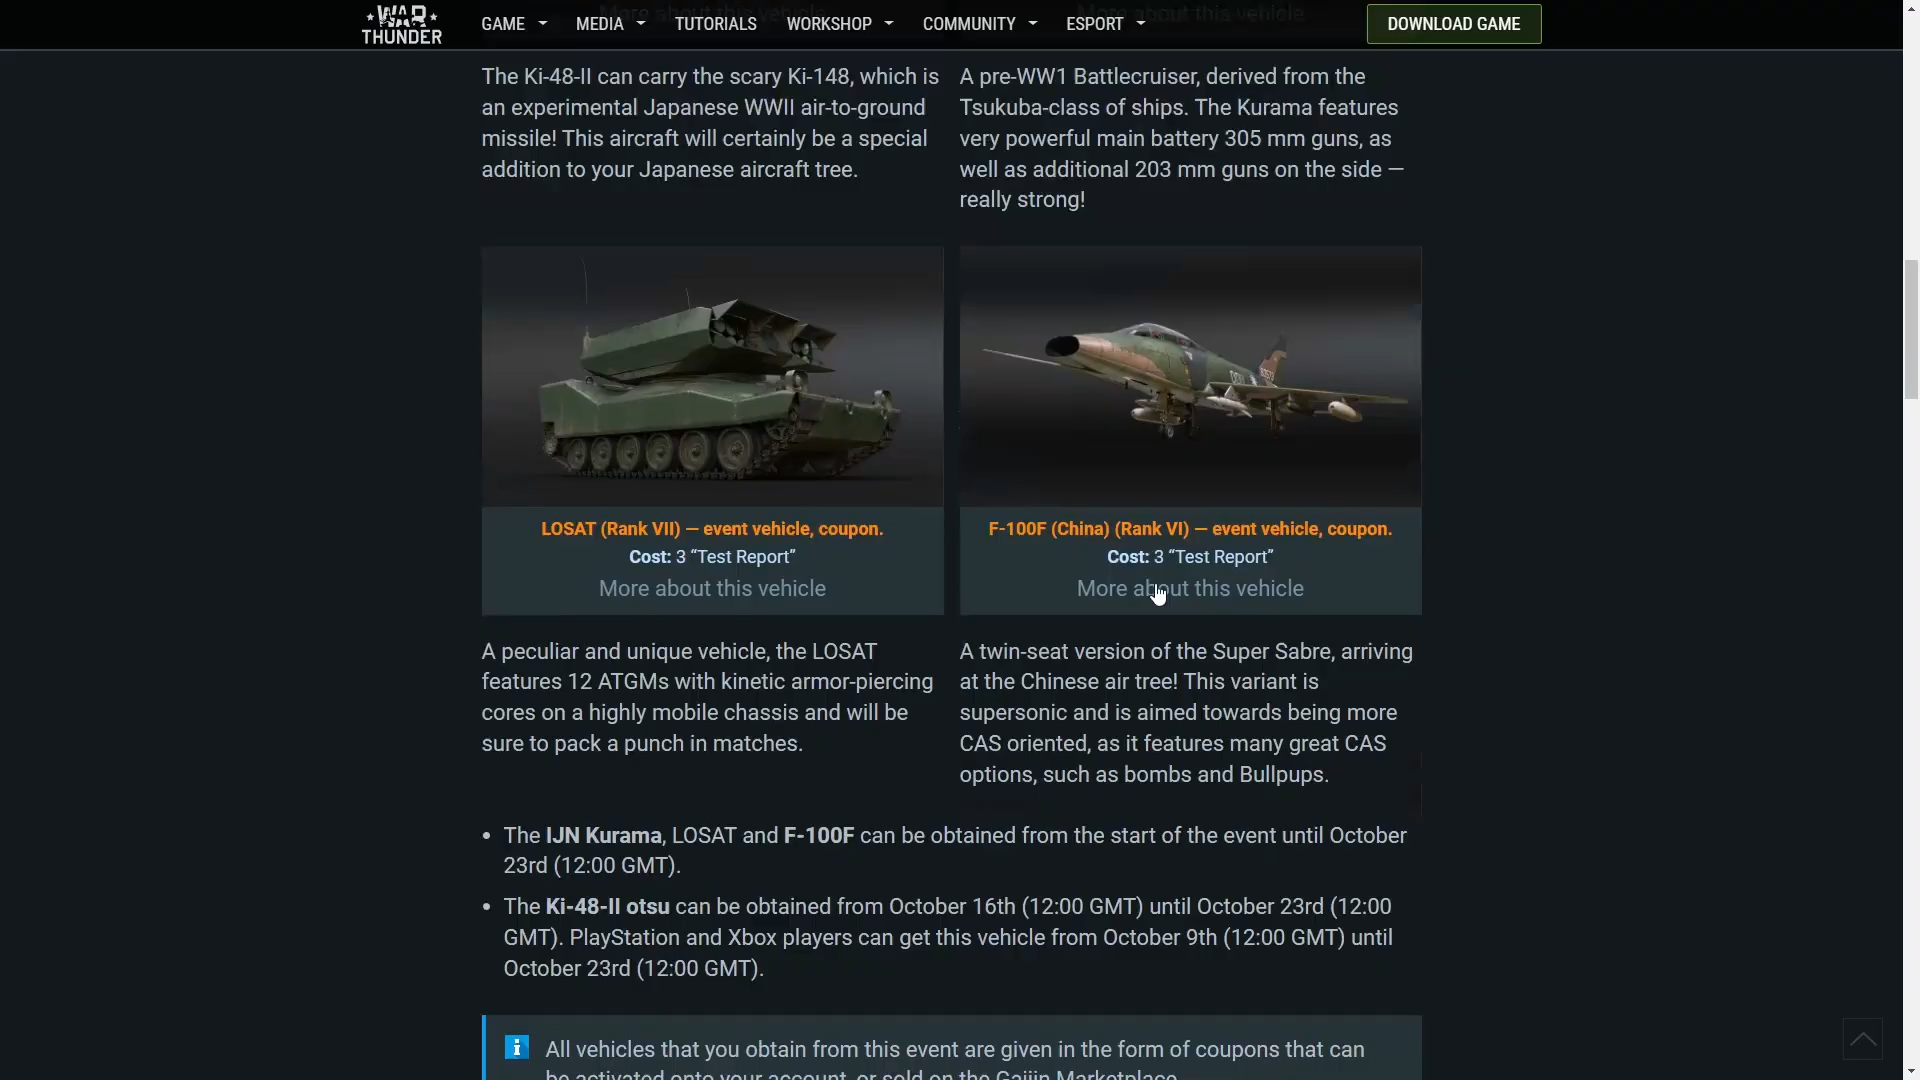 WAR THUNDER
GAME
MEDIA
TUTORIALS
WORKSHOP
COMMUNITY
ESPORT
DOWNLOAD GAME
More about this vehicle
More about this vehicle
The Ki-48-II can carry the scary Ki-148, which is
an experimental Japanese WWII air-to-ground
missile! This aircraft will certainly be a special
addition to your Japanese aircraft tree.
A pre-WW1 Battlecruiser, derived from the
Tsukuba-class of ships. The Kurama features
very powerful main battery 305 mm guns, as
well as additional 203 mm guns on the side —
really strong!
LOSAT (Rank VII) — event vehicle, coupon.
Cost: 3 “Test Report”
More about this vehicle
F-100F (China) (Rank VI) — event vehicle, coupon.
Cost: 3 “Test Report”
More about this vehicle
A peculiar and unique vehicle, the LOSAT
features 12 ATGMs with kinetic armor-piercing
cores on a highly mobile chassis and will be
sure to pack a punch in matches.
A twin-seat version of the Super Sabre, arriving
at the Chinese air tree! This variant is
supersonic and is aimed towards being more
CAS oriented, as it features many great CAS
options, such as bombs and Bullpups.
• The IJN Kurama, LOSAT and F-100F can be obtained from the start of the event until October
23rd (12:00 GMT).
• The Ki-48-II otsu can be obtained from October 16th (12:00 GMT) until October 23rd (12:00
GMT). PlayStation and Xbox players can get this vehicle from October 9th (12:00 GMT) until
October 23rd (12:00 GMT).
i All vehicles that you obtain from this event are given in the form of coupons that can
be activated onto your account, or sold on the Gaijin Marketplace.